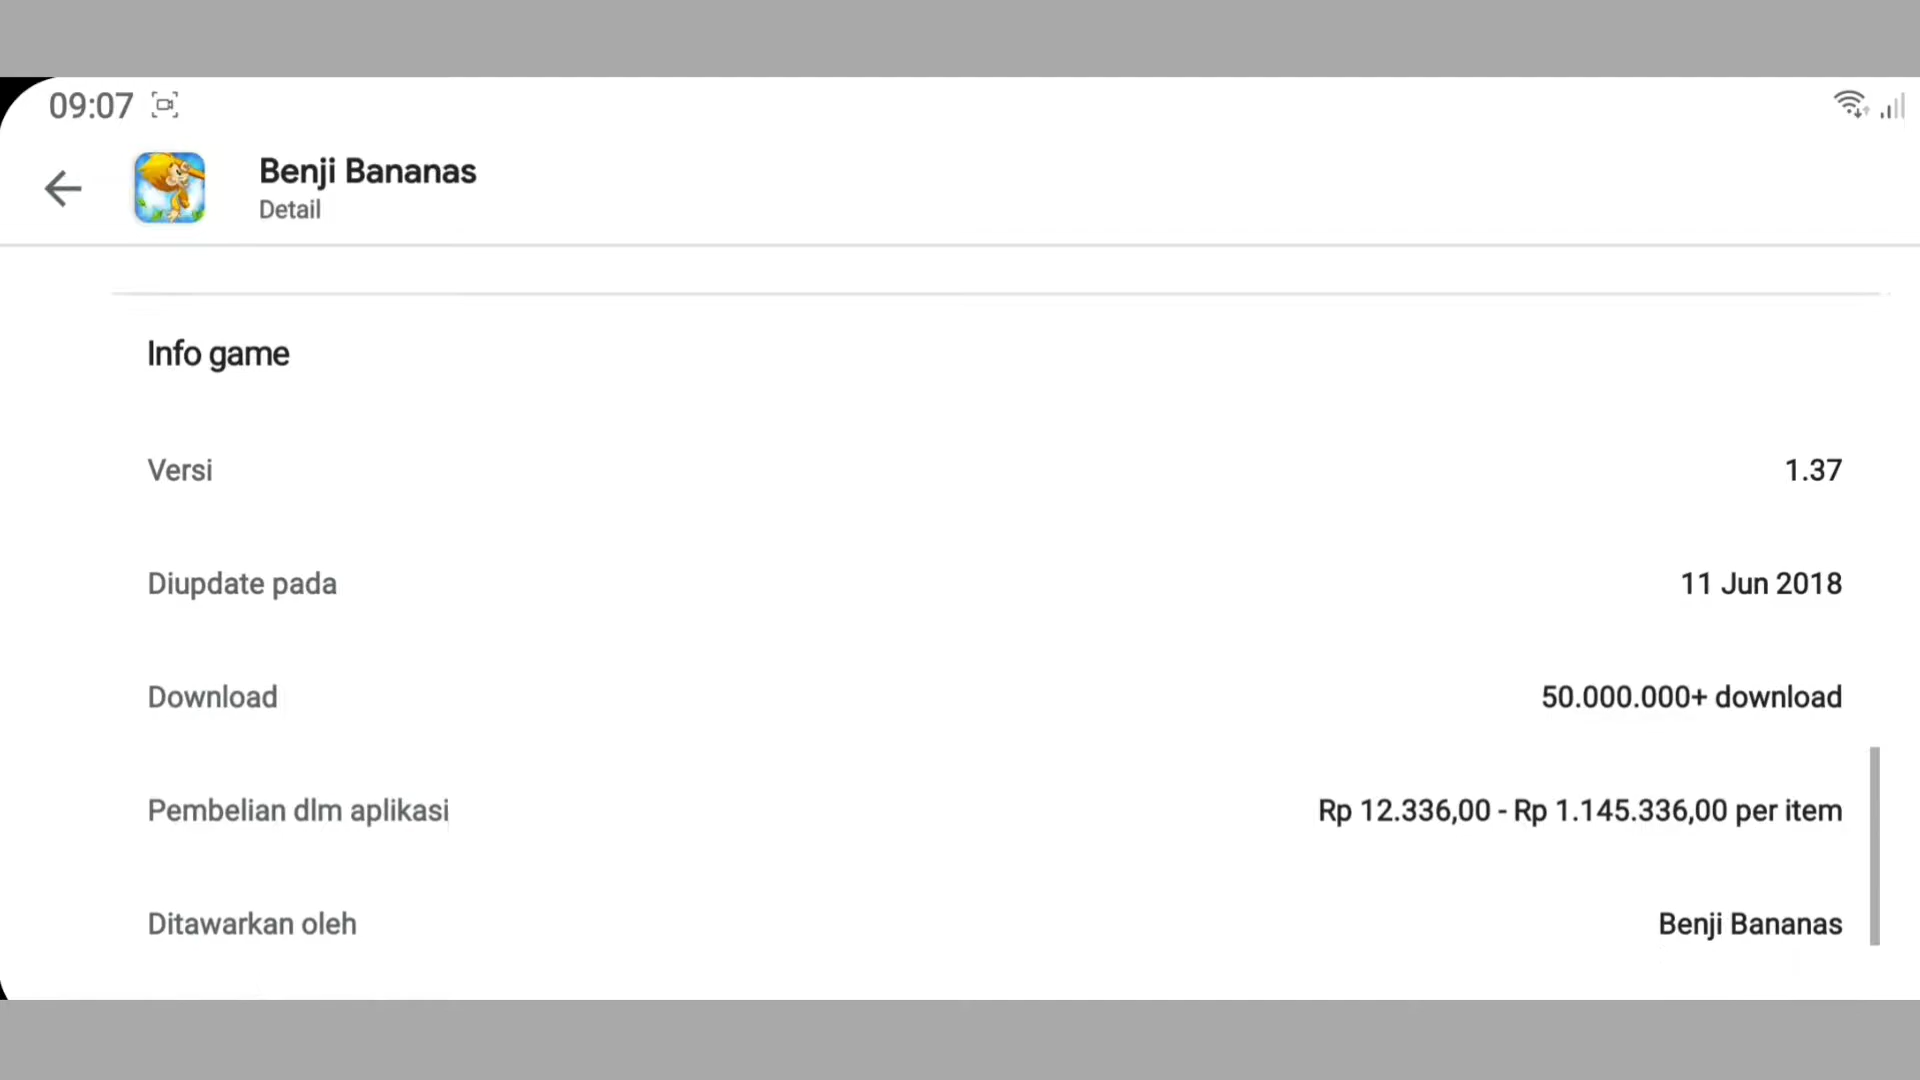 09:07
Benji Bananas
Detail
Info game
Versi 1.37
Diupdate pada 11 Jun 2018
Download 50.000.000+ download
Pembelian dlm aplikasi Rp 12.336,00 - Rp 1.145.336,00 per item
Ditawarkan oleh Benji Bananas